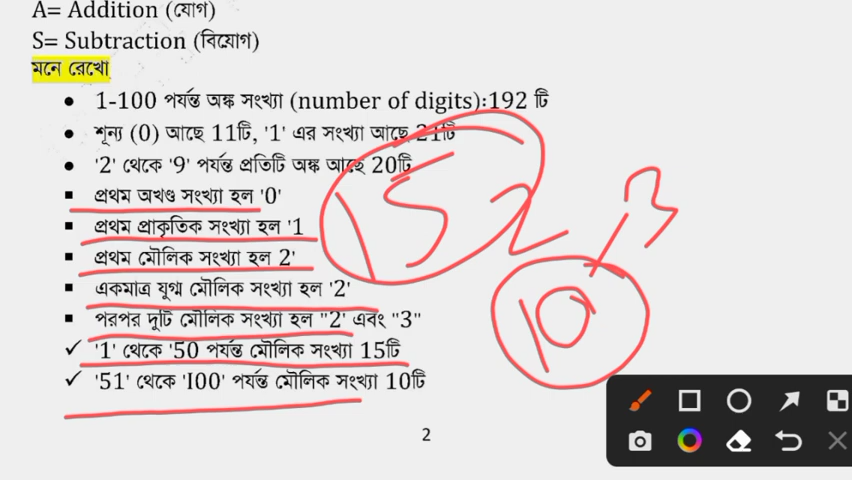 A= Addition (যোগ)
S= Subtraction (বিযোগ)
মনে রেখো
1-100 পর্যন্ত অঙ্ক সংখ্যা (number of digits):192 টি
শূন্য (0) আছে 11টি, '1' এর সংখ্যা আছে 21টি
'2' থেকে '9' পর্যন্ত প্রতিটি অঙ্ক আছে 20টি
প্রথম অখণ্ড সংখ্যা হল '0'
প্রথম প্রাকৃতিক সংখ্যা হল '1
প্রথম মৌলিক সংখ্যা হল 2'
একমাত্র যুগ্ম মৌলিক সংখ্যা হল '2'
পরপর দুটি মৌলিক সংখ্যা হল "2" এবং "3"
'1' থেকে '50 পর্যন্ত মৌলিক সংখ্যা 15টি
'51' থেকে 'I00' পর্যন্ত মৌলিক সংখ্যা 10টি
15
2, 3
10
2